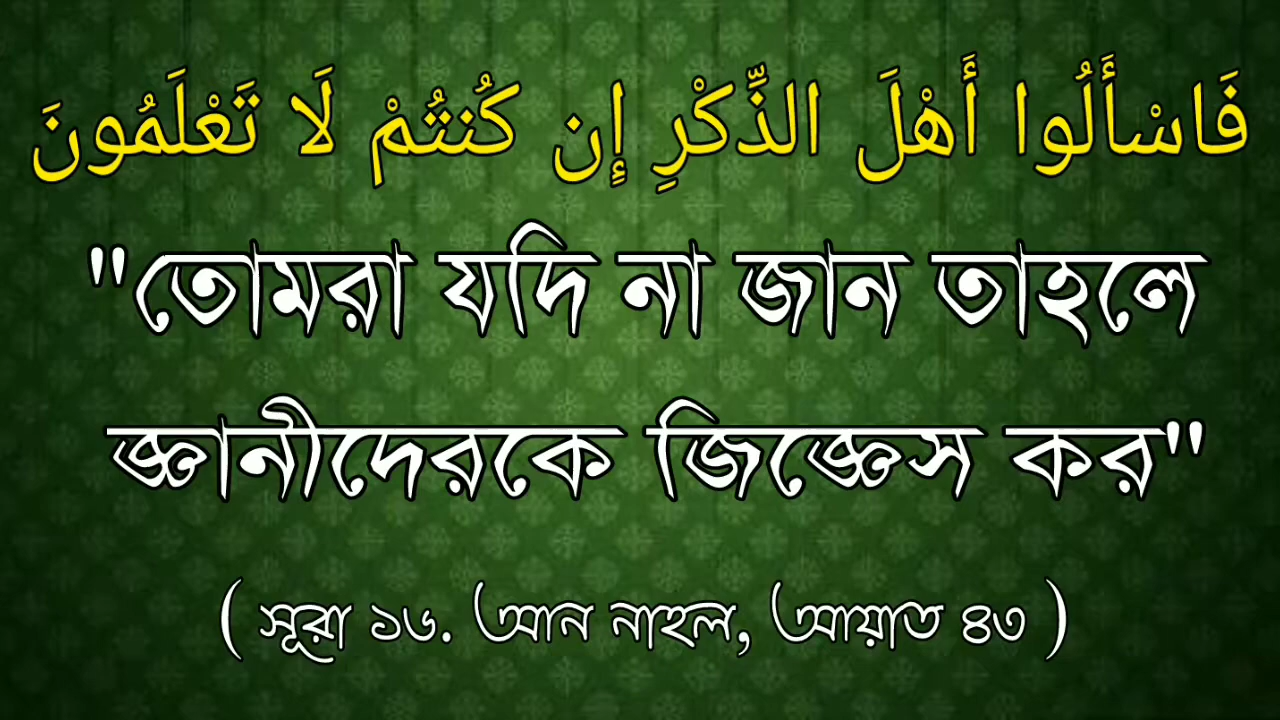 فَاسْأَلُوا أَهْلَ الذِّكْرِ إِن كُنتُمْ لَا تَعْلَمُونَ
"তোমরা যদি না জান তাহলে
জ্ঞানীদেরকে জিজ্ঞেস কর"
( সূরা ১৬. আন নাহল, আয়াত ৪৩ )